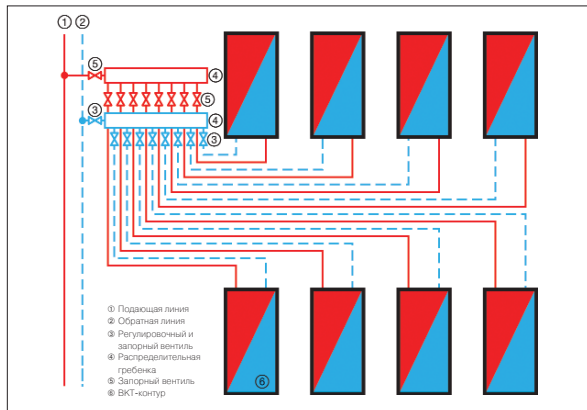 ① ②
⑤
④
⑤
③
④
③
① Подающая линия
② Обратная линия
③ Регулировочный и
запорный вентиль
④ Распределительная
гребенка
⑤ Запорный вентиль
⑥ ВКТ-контур
⑥